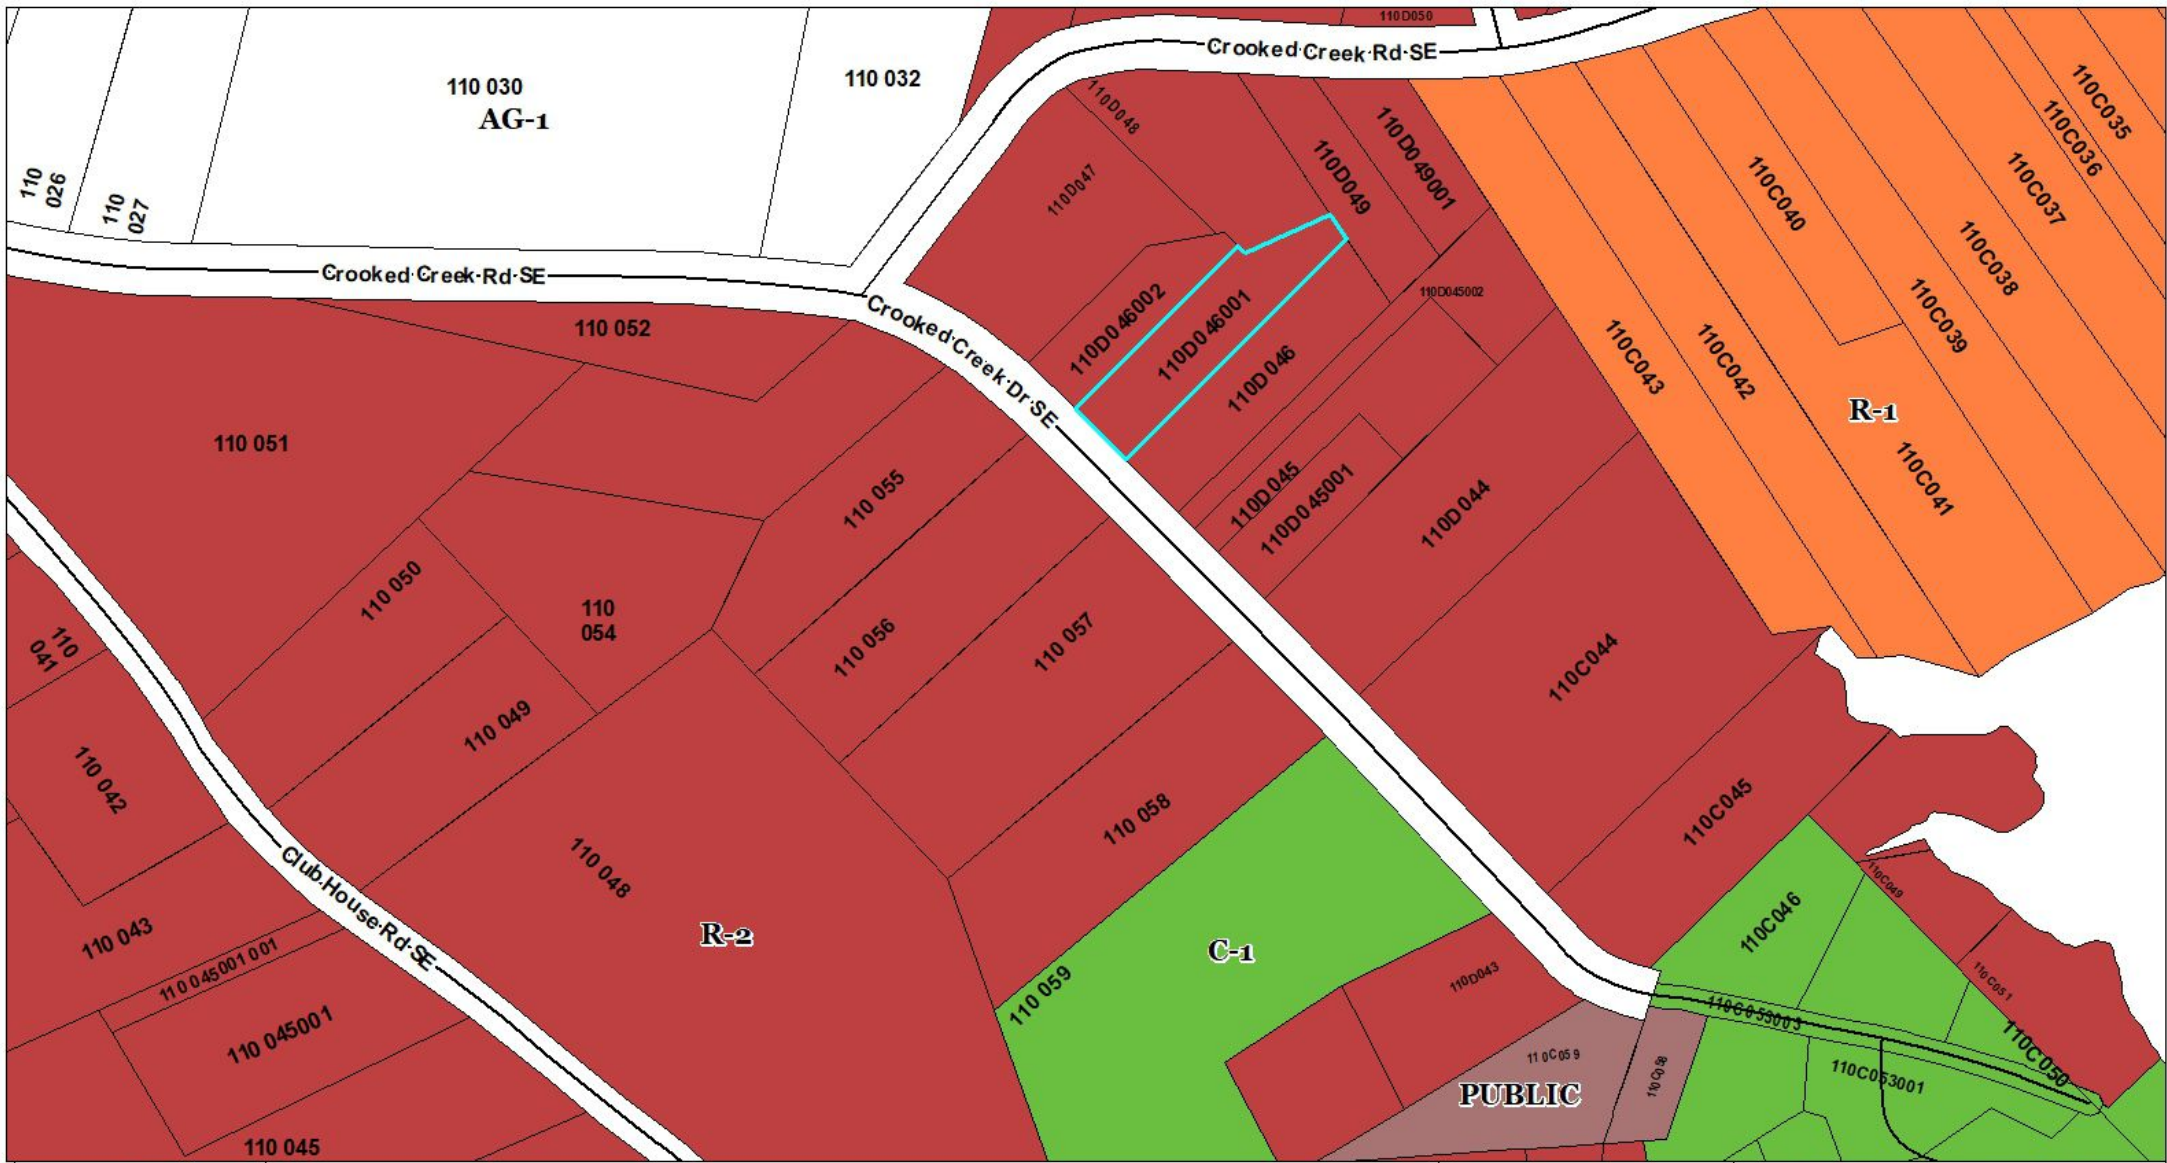 110D050
Crooked Creek Rd SE
110 030
AG-1
110 032
110
026
110
027
110D048
110D047
110D049
110D049001
110C035
110C036
110C037
110C038
110C039
110C040
110C041
110C042
110C043
R-1
Crooked Creek Rd SE
Crooked Creek Dr SE
110D046002
110D046001
110D046
110D045002
110D045
110D045001
110D044
110 052
110 051
110 055
110 050
110
054
110 056
110 057
110 049
110C044
110C045
110
041
110 042
110 058
110 048
R-2
C-1
110 059
110D043
110C046
110C049
110C051
110 043
Club House Rd SE
110 045001 001
110 045001
110 045
110C053003
110C059
110C058
PUBLIC
110C053001
110C050